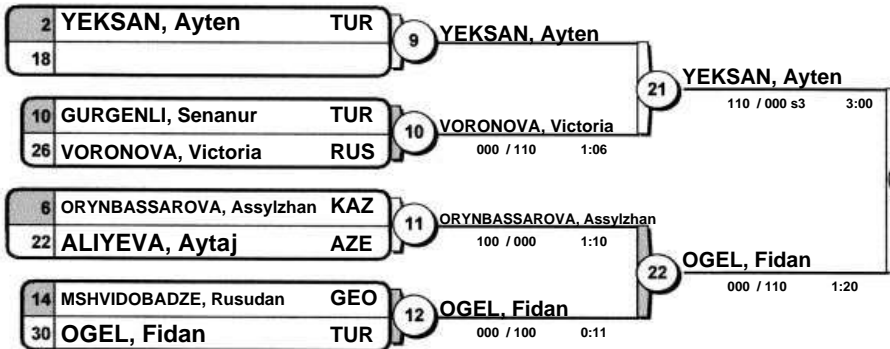 2 YEKSAN, Ayten TUR
18
9
YEKSAN, Ayten
10 GURGENLI, Senanur TUR
26 VORONOVA, Victoria RUS
10
VORONOVA, Victoria
000 / 110 1:06
21
YEKSAN, Ayten
110 / 000 s3 3:00
6 ORYNBASSAROVA, Assylzhan KAZ
22 ALIYEVA, Aytaj AZE
11
ORYNBASSAROVA, Assylzhan
100 / 000 1:10
14 MSHVIDOBADZE, Rusudan GEO
30 OGEL, Fidan TUR
12
OGEL, Fidan
000 / 100 0:11
22
OGEL, Fidan
000 / 110 1:20